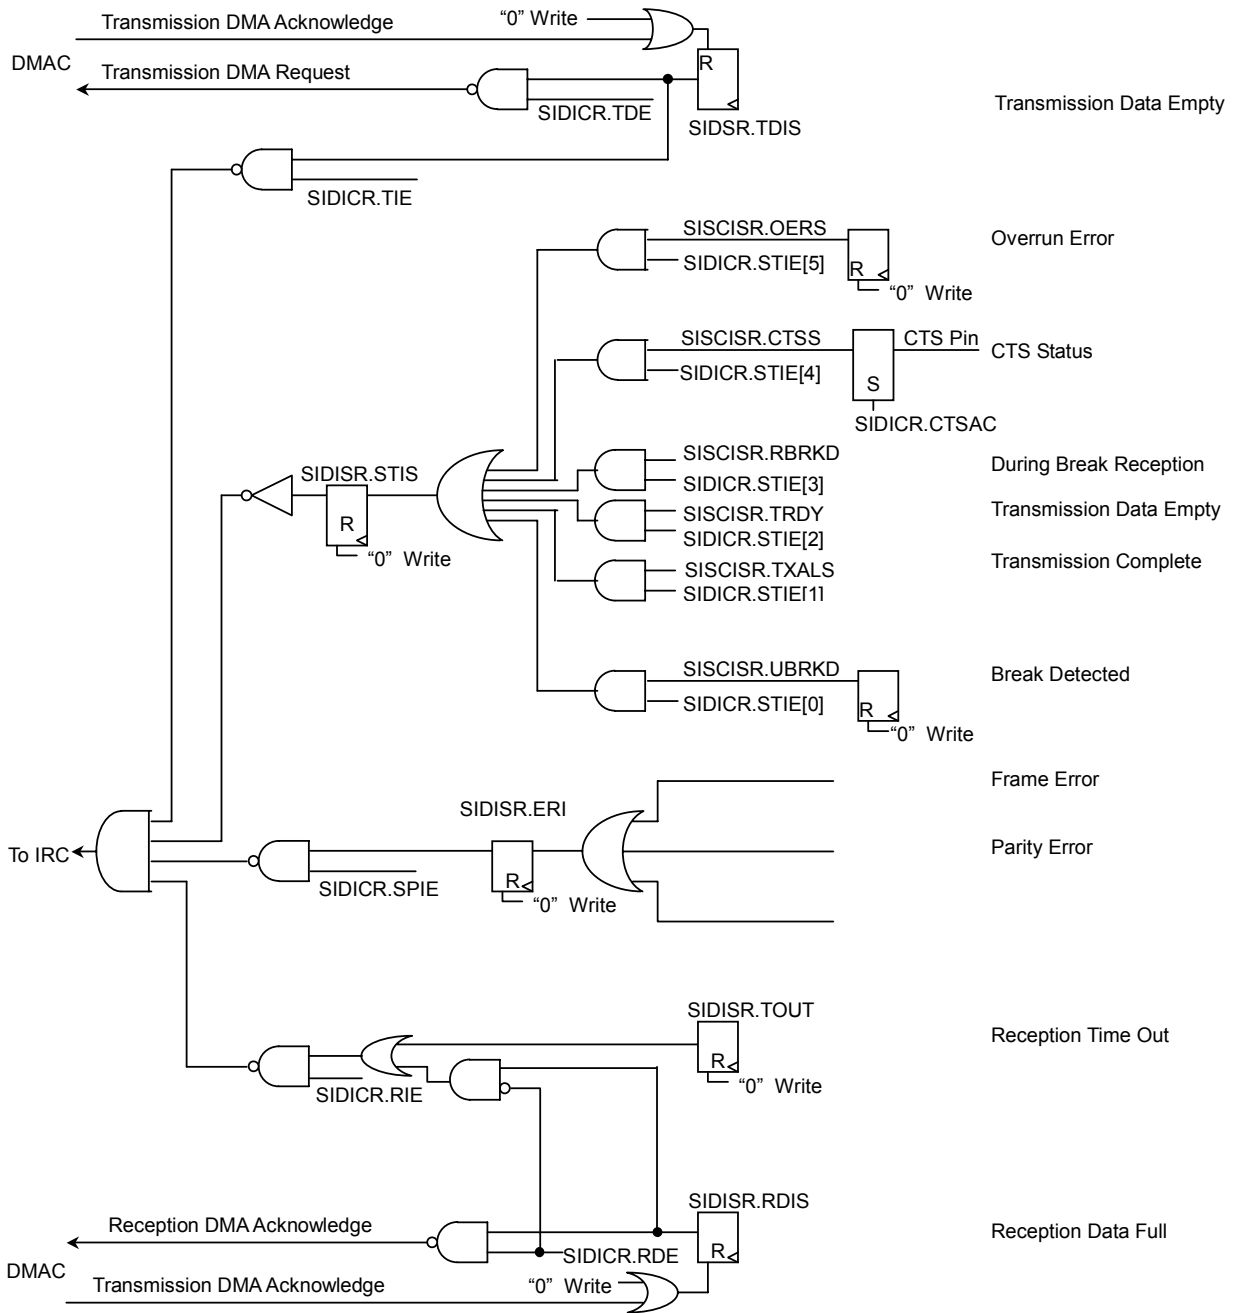 Transmission DMA Acknowledge
“0” Write
DMAC
R
Transmission DMA Request
SIDICR.TDE
SIDSR.TDIS
Transmission Data Empty
SIDICR.TIE
SISCISR.OERS
Overrun Error
SIDICR.STIE[5]
R
“0” Write
SISCISR.CTSS
CTS Pin
CTS Status
SIDICR.STIE[4]
S
SIDICR.CTSAC
SISCISR.RBRKD
During Break Reception
SIDISR.STIS
SIDICR.STIE[3]
SISCISR.TRDY
Transmission Data Empty
R
SIDICR.STIE[2]
“0” Write
SISCISR.TXALS
Transmission Complete
SIDICR.STIE[1]
SISCISR.UBRKD
Break Detected
SIDICR.STIE[0]
R
“0” Write
Frame Error
SIDISR.ERI
To IRC
Parity Error
SIDICR.SPIE
R
“0” Write
SIDISR.TOUT
Reception Time Out
R
“0” Write
SIDICR.RIE
SIDISR.RDIS
Reception DMA Acknowledge
Reception Data Full
R
SIDICR.RDE
DMAC
Transmission DMA Acknowledge
“0” Write